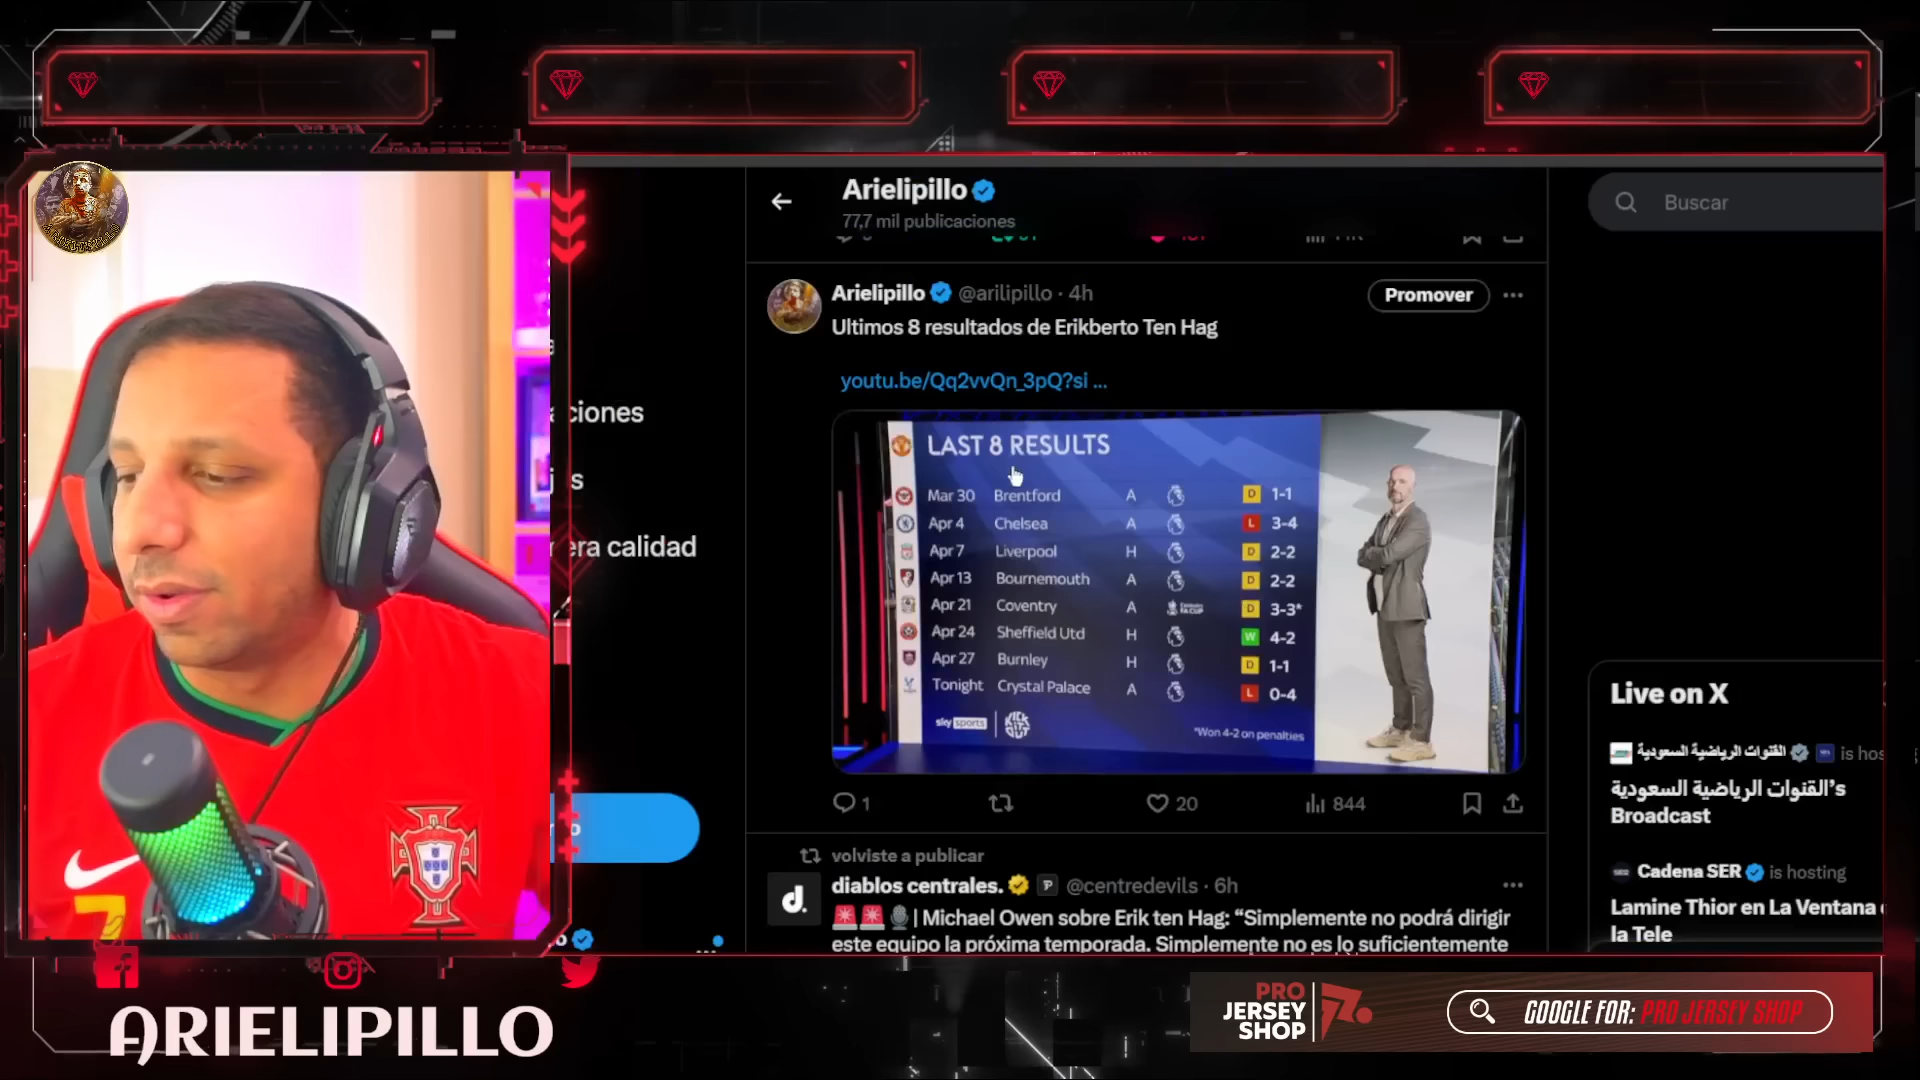 Arielipillo
77,7 mil publicaciones
Buscar
Arielipillo @arilipillo · 4h
Promover
Ultimos 8 resultados de Erikberto Ten Hag
youtu.be/Qq2vvQn_3pQ?si ...
LAST 8 RESULTS
Mar 30 Brentford A D 1-1
Apr 4 Chelsea A L 3-4
Apr 7 Liverpool H D 2-2
Apr 13 Bournemouth A D 2-2
Apr 21 Coventry A D 3-3*
Apr 24 Sheffield Utd H W 4-2
Apr 27 Burnley H D 1-1
Tonight Crystal Palace A L 0-4
sky sports KICK IT OUT
*Won 4-2 on penalties
1 20 844
volviste a publicar
diablos centrales. @centredevils · 6h
d.
| Michael Owen sobre Erik ten Hag: “Simplemente no podrá dirigir
este equipo la próxima temporada. Simplemente no es lo suficientemente
ciones
era calidad
Live on X
القنوات الرياضية السعودية is hos
القنوات الرياضية السعودية's
Broadcast
Cadena SER is hosting
Lamine Thior en La Ventana
la Tele
7
ARIELIPILLO
PRO
JERSEY
SHOP
GOOGLE FOR: PRO JERSEY SHOP